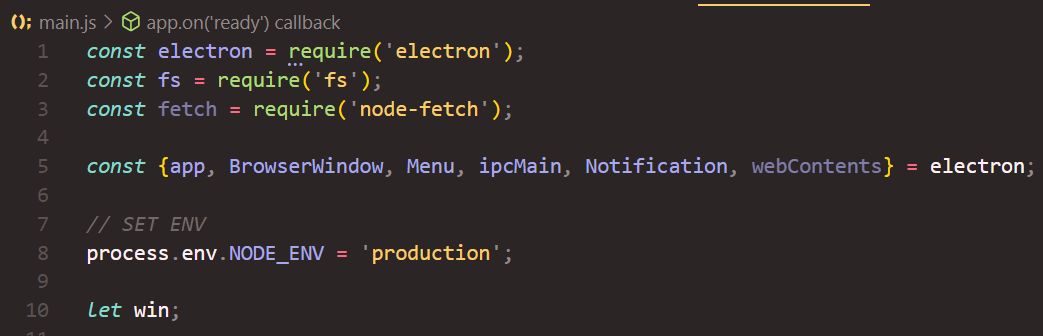 main.js > app.on('ready') callback
1 const electron = require('electron');
2 const fs = require('fs');
3 const fetch = require('node-fetch');
4
5 const {app, BrowserWindow, Menu, ipcMain, Notification, webContents} = electron;
6
7 // SET ENV
8 process.env.NODE_ENV = 'production';
9
10 let win;
11